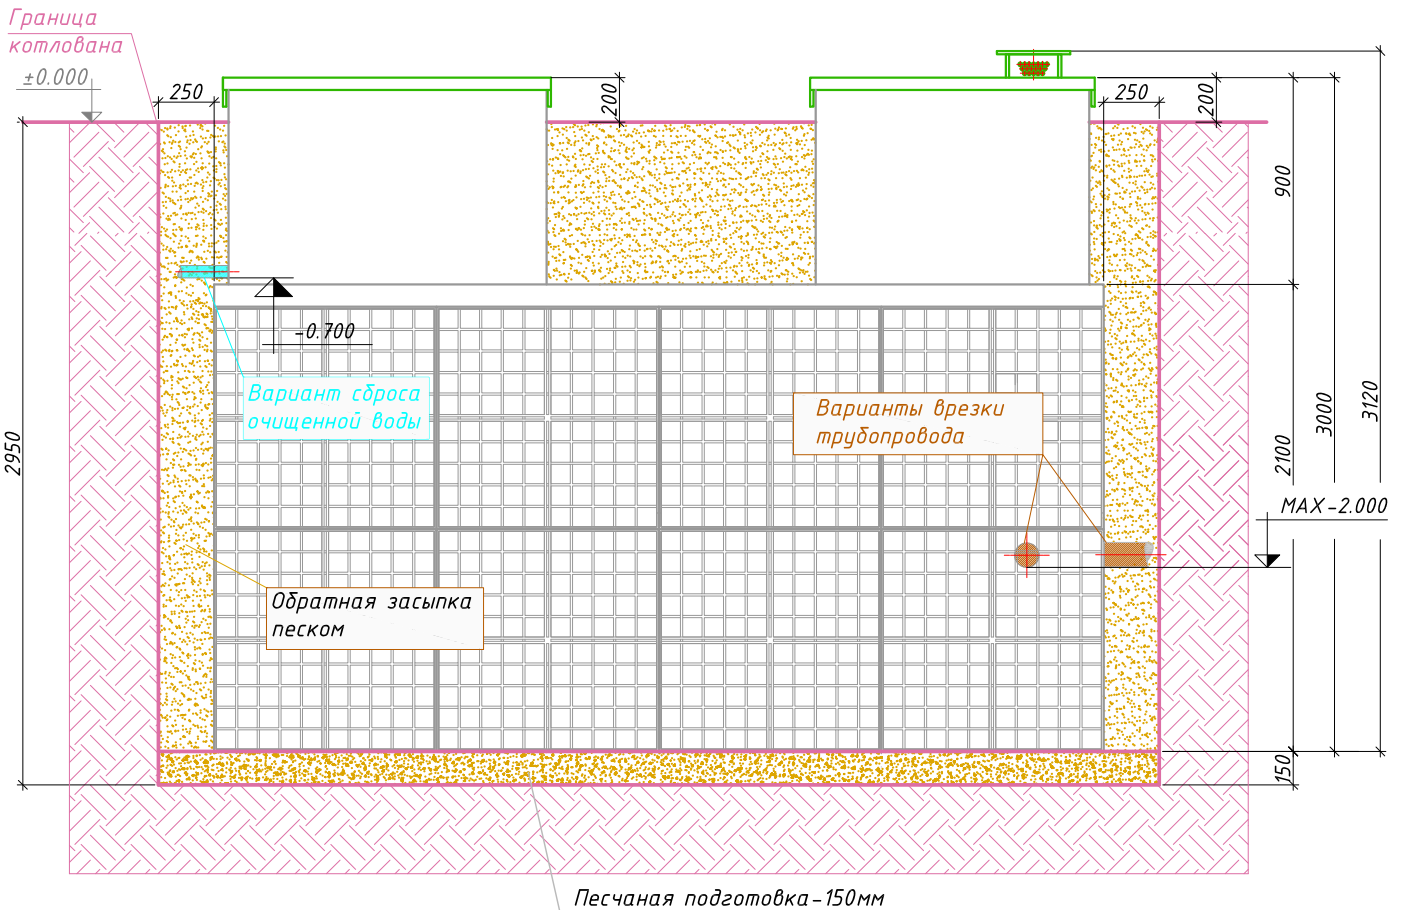 Граница
котлована
±0.000
250
200
250
200
900
-0.700
Вариант сброса
очищенной воды
Варианты врезки
трубопровода
2950
2100
3000
3120
MAX-2.000
Обратная засыпка
песком
150
Песчаная подготовка-150мм